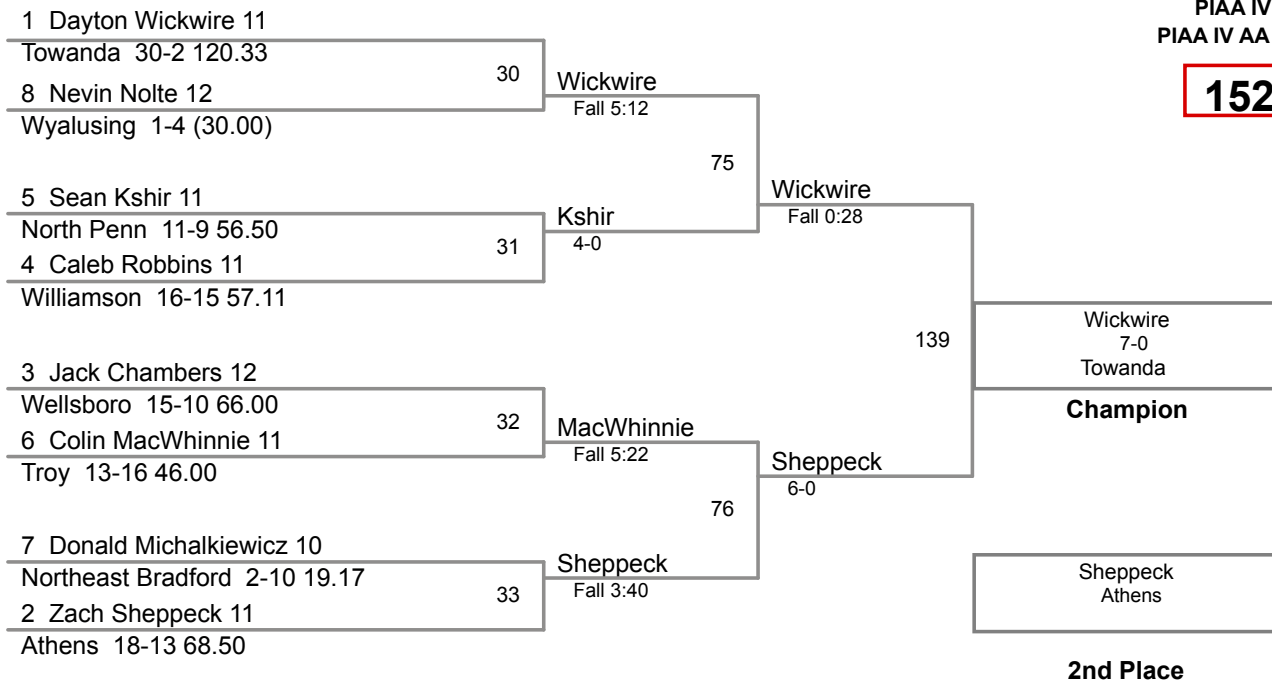 PIAA IV
PIAA IV AA
152
1 Dayton Wickwire 11
Towanda 30-2 120.33
30
8 Nevin Nolte 12
Wyalusing 1-4 (30.00)
Wickwire
Fall 5:12
75
5 Sean Kshir 11
North Penn 11-9 56.50
31
4 Caleb Robbins 11
Williamson 16-15 57.11
Kshir
4-0
Wickwire
Fall 0:28
139
3 Jack Chambers 12
Wellsboro 15-10 66.00
32
6 Colin MacWhinnie 11
Troy 13-16 46.00
MacWhinnie
Fall 5:22
76
Sheppeck
6-0
7 Donald Michalkiewicz 10
Northeast Bradford 2-10 19.17
33
2 Zach Sheppeck 11
Athens 18-13 68.50
Sheppeck
Fall 3:40
Wickwire
7-0
Towanda
Champion
Sheppeck
Athens
2nd Place